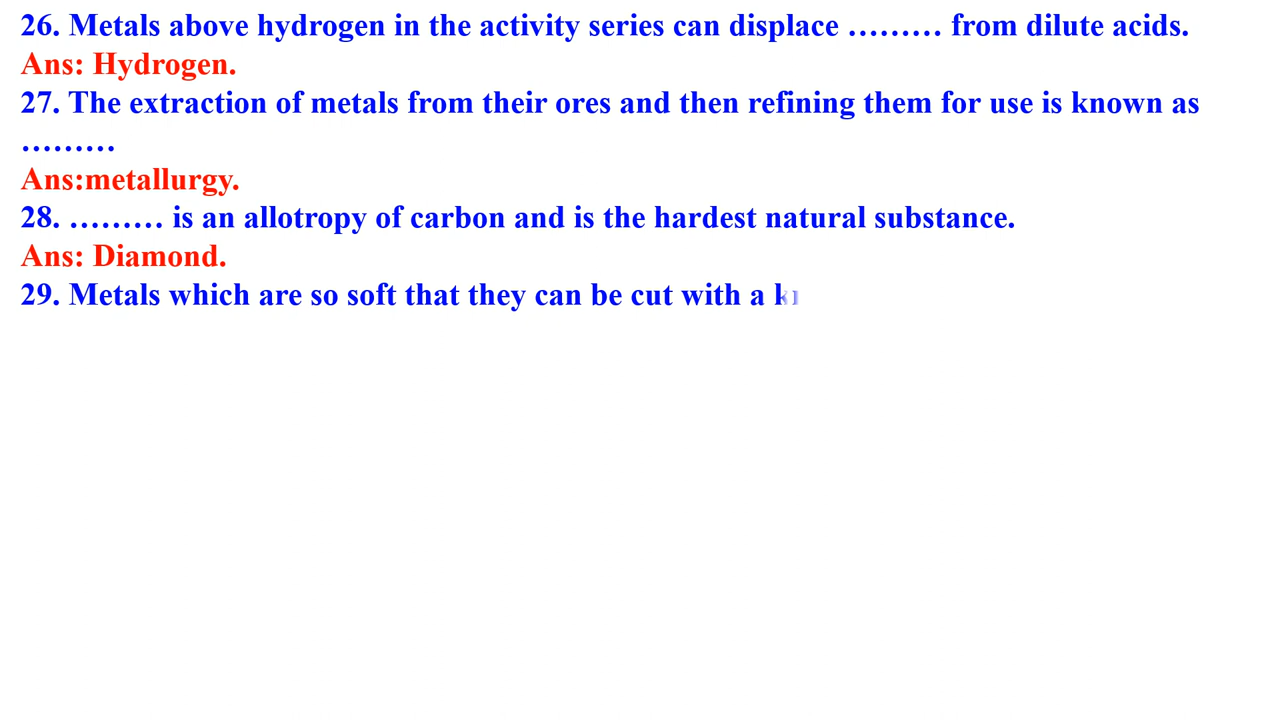 26. Metals above hydrogen in the activity series can displace ……… from dilute acids.
Ans: Hydrogen.
27. The extraction of metals from their ores and then refining them for use is known as
………
Ans:metallurgy.
28. ……… is an allotropy of carbon and is the hardest natural substance.
Ans: Diamond.
29. Metals which are so soft that they can be cut with a